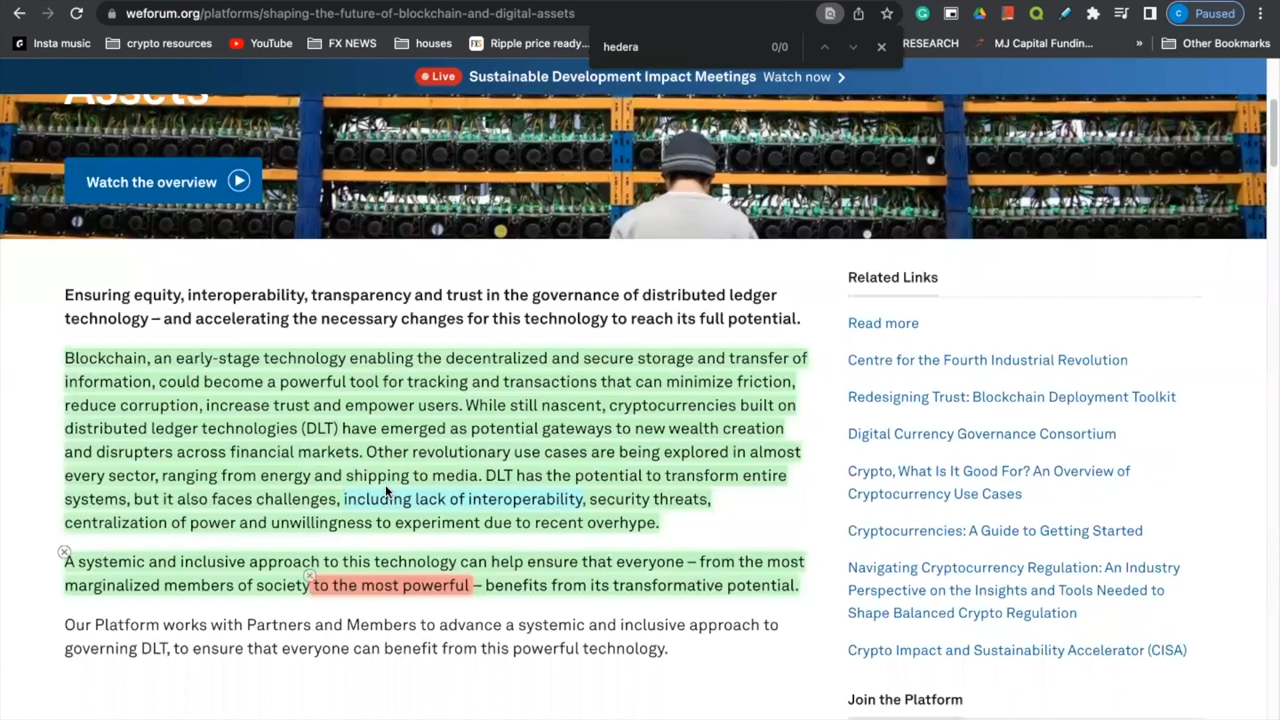 weforum.org/platforms/shaping-the-future-of-blockchain-and-digital-assets
C Paused
Insta music
crypto resources
YouTube
FX NEWS
houses
FXS Ripple price ready...
hedera 0/0
RESEARCH
MJ Capital Fundin...
»
Other Bookmarks
Live Sustainable Development Impact Meetings Watch now
Assets
Watch the overview
Ensuring equity, interoperability, transparency and trust in the governance of distributed ledger
technology – and accelerating the necessary changes for this technology to reach its full potential.
Blockchain, an early-stage technology enabling the decentralized and secure storage and transfer of
information, could become a powerful tool for tracking and transactions that can minimize friction,
reduce corruption, increase trust and empower users. While still nascent, cryptocurrencies built on
distributed ledger technologies (DLT) have emerged as potential gateways to new wealth creation
and disrupters across financial markets. Other revolutionary use cases are being explored in almost
every sector, ranging from energy and shipping to media. DLT has the potential to transform entire
systems, but it also faces challenges, including lack of interoperability, security threats,
centralization of power and unwillingness to experiment due to recent overhype.
A systemic and inclusive approach to this technology can help ensure that everyone – from the most
marginalized members of society to the most powerful – benefits from its transformative potential.
Our Platform works with Partners and Members to advance a systemic and inclusive approach to
governing DLT, to ensure that everyone can benefit from this powerful technology.
Related Links
Read more
Centre for the Fourth Industrial Revolution
Redesigning Trust: Blockchain Deployment Toolkit
Digital Currency Governance Consortium
Crypto, What Is It Good For? An Overview of
Cryptocurrency Use Cases
Cryptocurrencies: A Guide to Getting Started
Navigating Cryptocurrency Regulation: An Industry
Perspective on the Insights and Tools Needed to
Shape Balanced Crypto Regulation
Crypto Impact and Sustainability Accelerator (CISA)
Join the Platform